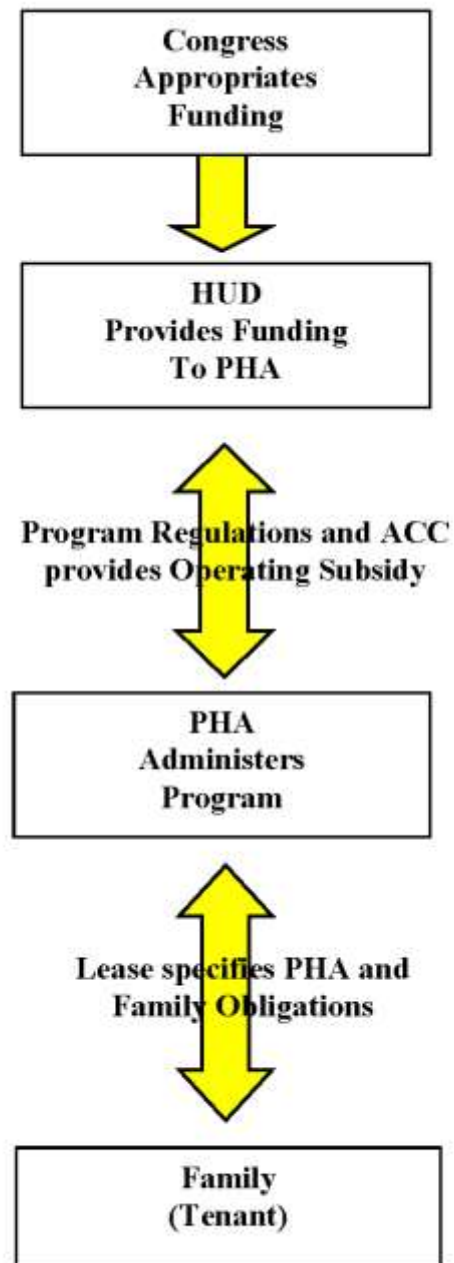 Congress
Appropriates
Funding
HUD
Provides Funding
To PHA
Program Regulations and ACC
provides Operating Subsidy
PHA
Administers
Program
Lease specifies PHA and
Family Obligations
Family
(Tenant)